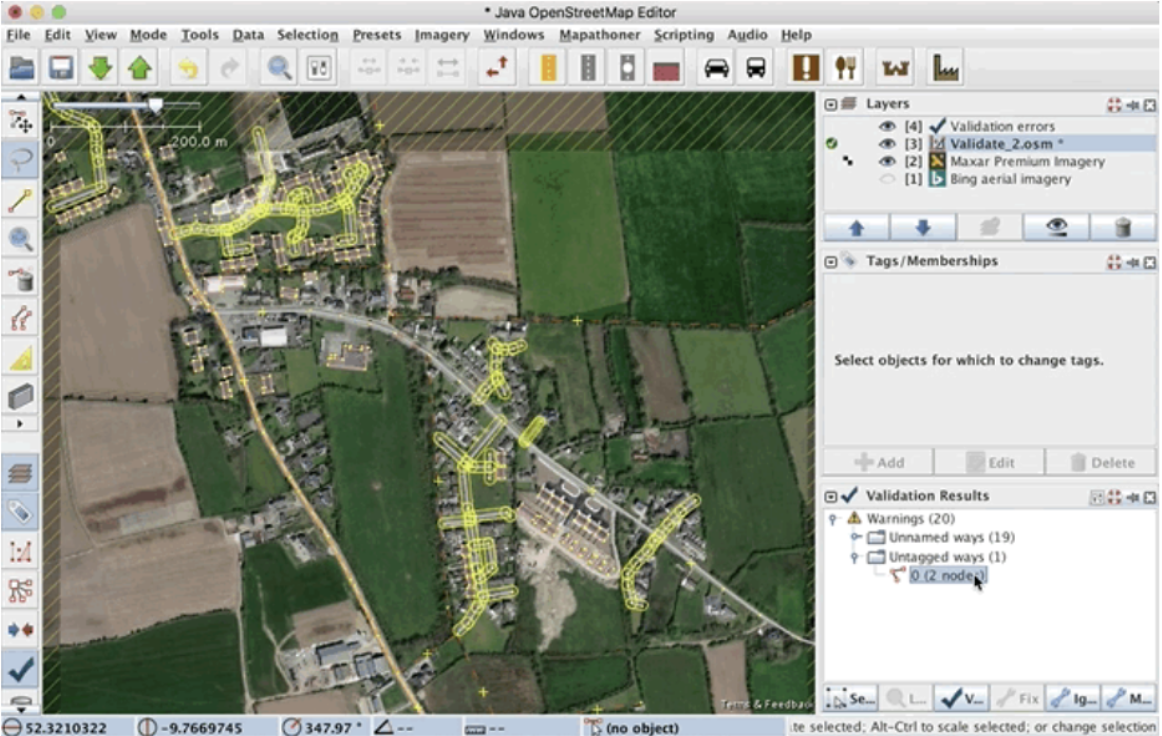 * Java OpenStreetMap Editor
File Edit View Mode Tools Data Selection Presets Imagery Windows Mapathoner Scripting Audio Help
200.0 m
Layers
[4] Validation errors
[3] Validate_2.osm *
[2] Maxar Premium Imagery
[1] Bing aerial imagery
Tags/Memberships
Select objects for which to change tags.
Add Edit Delete
Validation Results
Warnings (20)
Unnamed ways (19)
Untagged ways (1)
0 (2 nodes)
Terms & Feedback
Se... L... V... Fix Ig... M...
52.3210322 -9.7669745 347.97 ° -- -- (no object) te selected; Alt-Ctrl to scale selected; or change selection